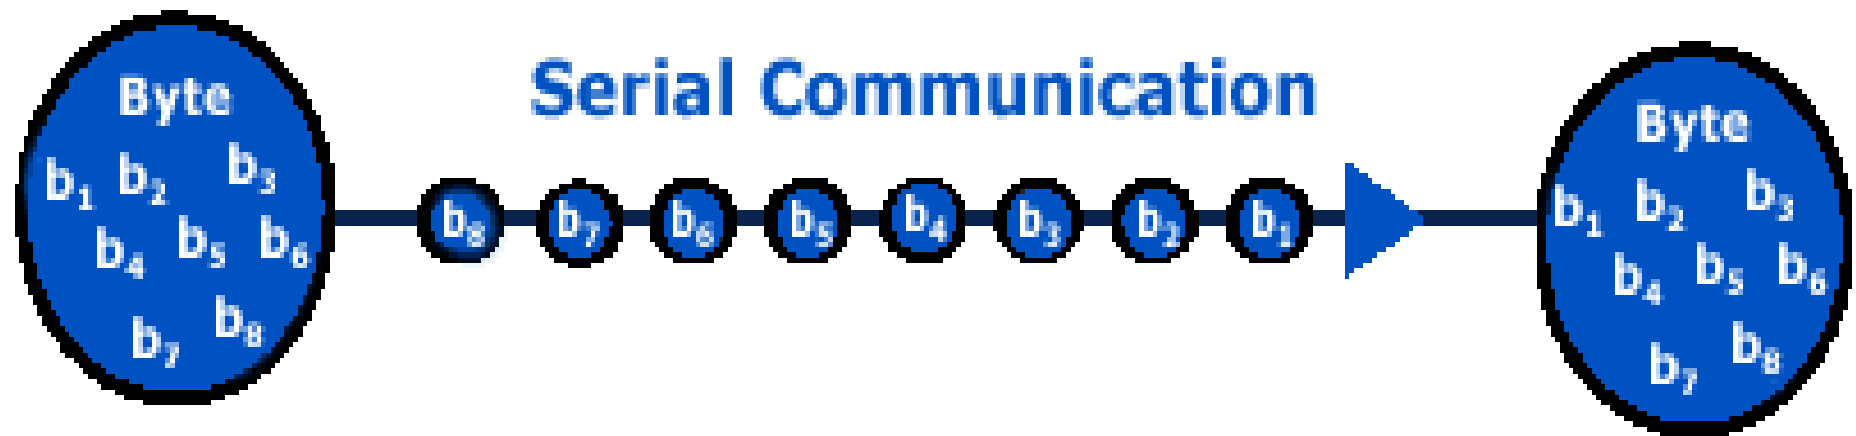 Serial Communication
Byte
b₁ b₂ b₃
b₄ b₅ b₆
b₇ b₈
b₈ b₇ b₆ b₅ b₄ b₃ b₂ b₁
Byte
b₁ b₂ b₃
b₄ b₅ b₆
b₇ b₈